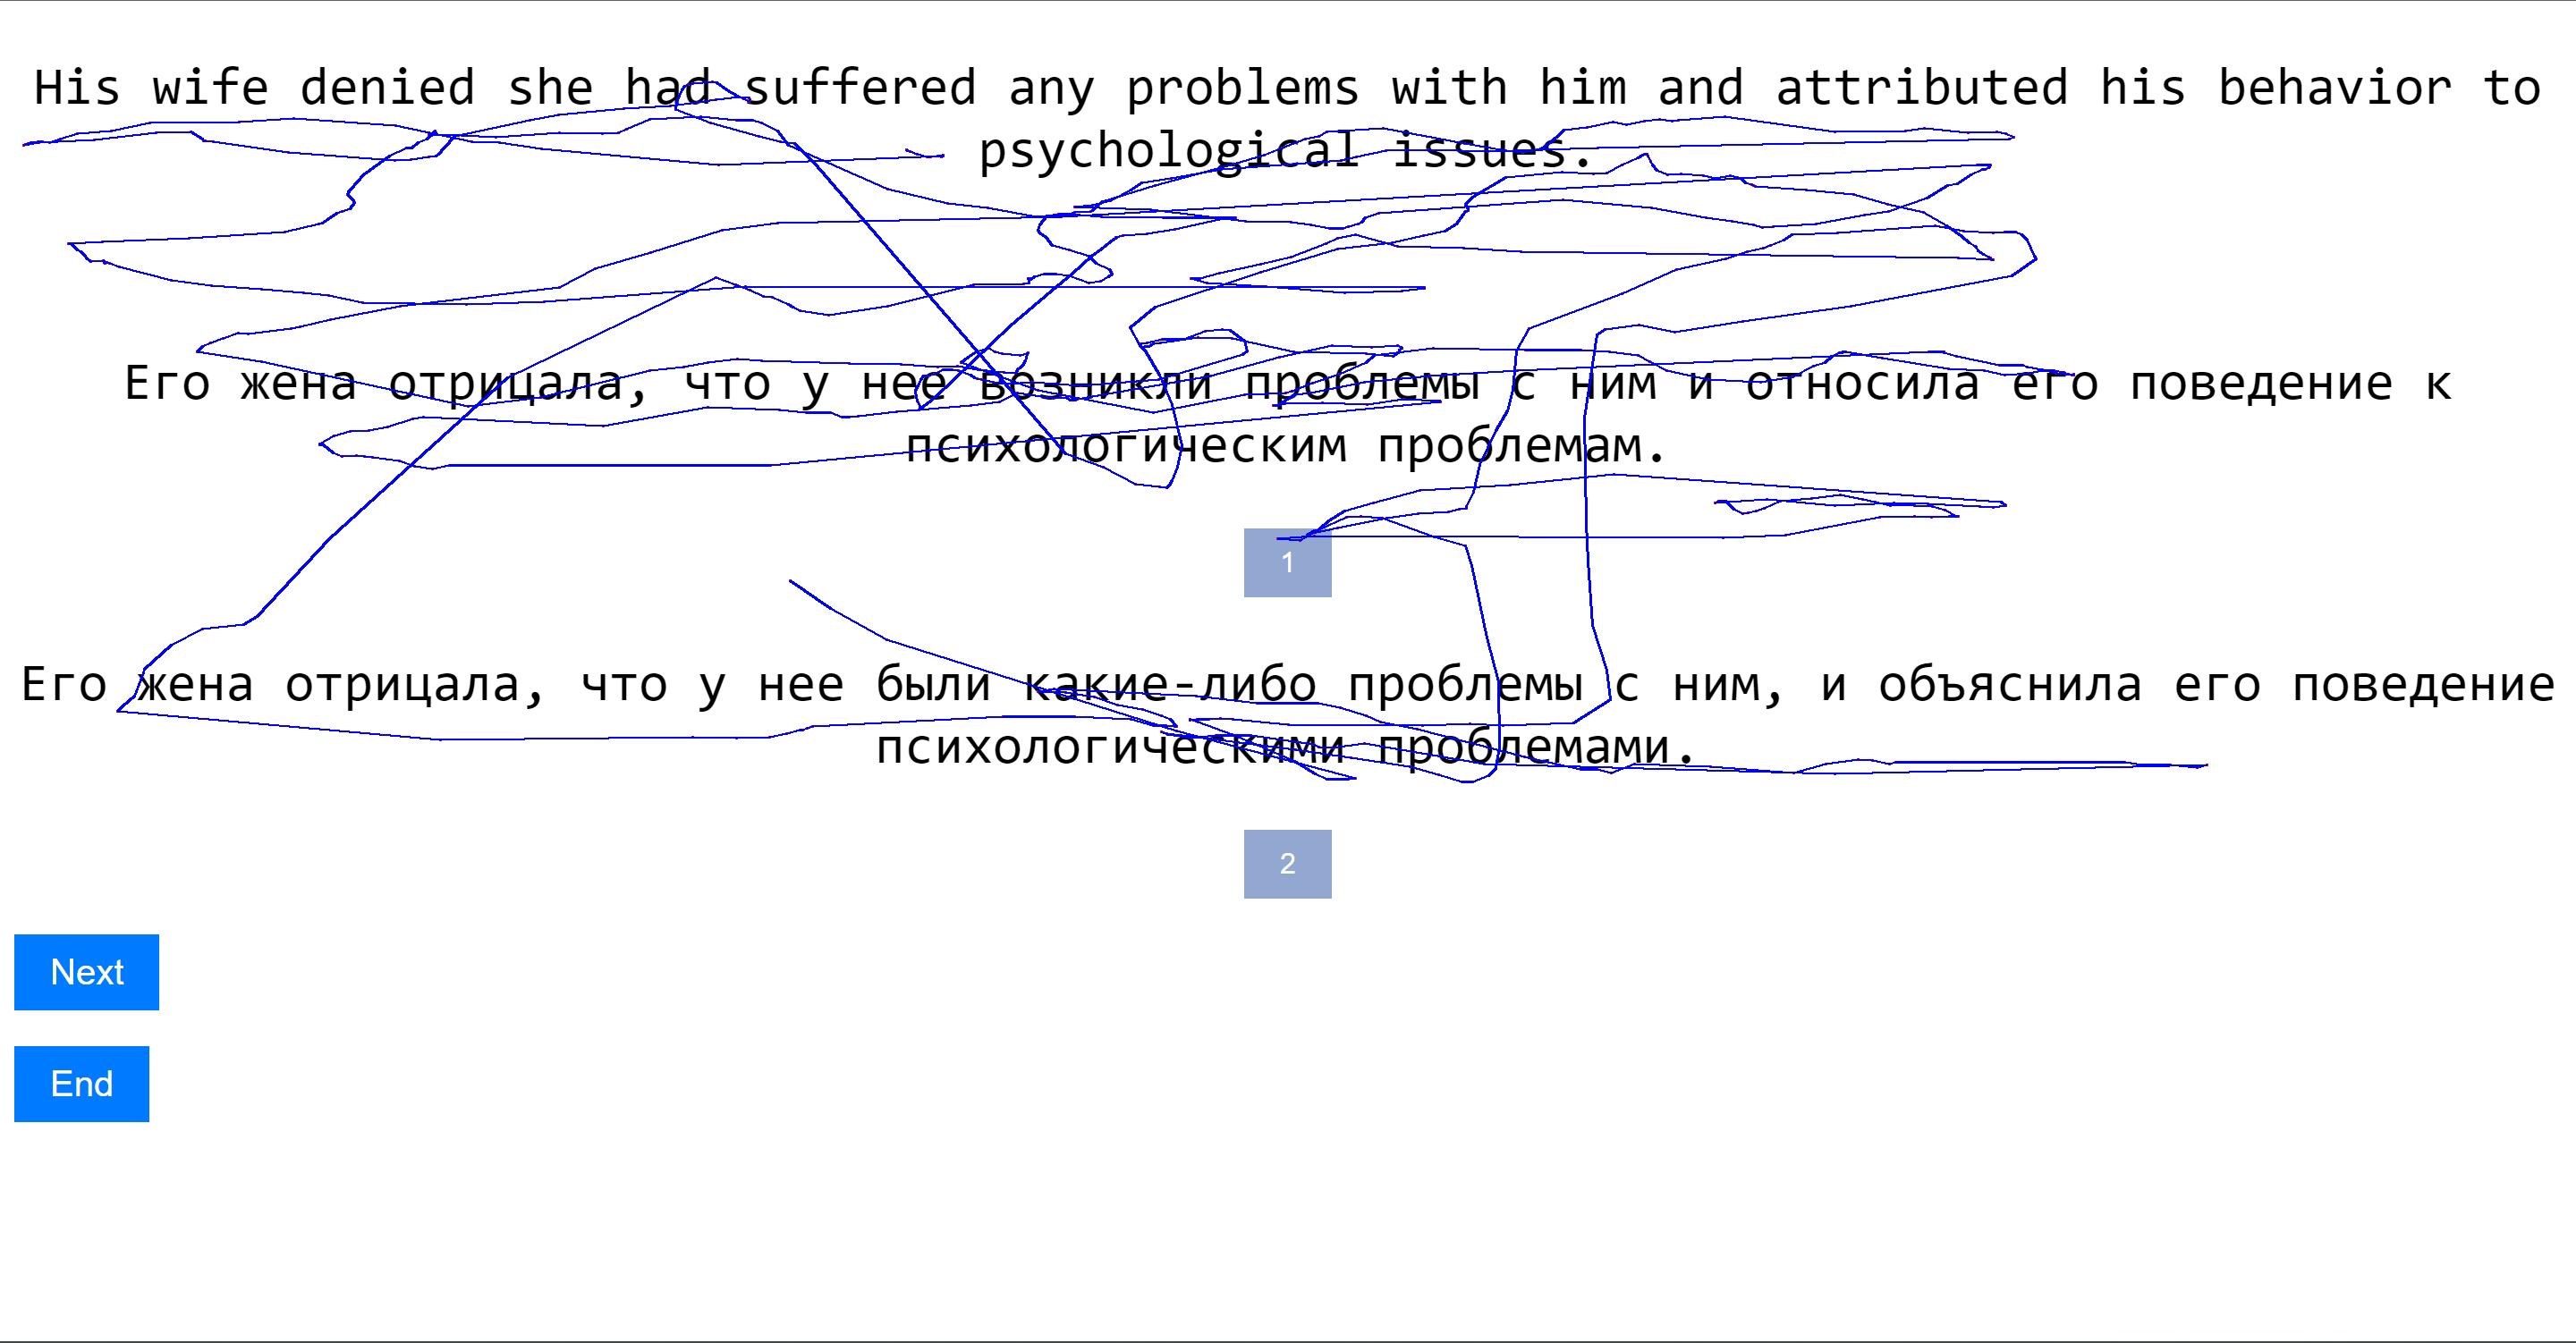 His wife denied she had suffered any problems with him and attributed his behavior to
psychological issues.
Его жена отрицала, что у нее возникли проблемы с ним и относила его поведение к
психологическим проблемам.
1
Его жена отрицала, что у нее были какие-либо проблемы с ним, и объяснила его поведение
психологическими проблемами.
2
Next
End